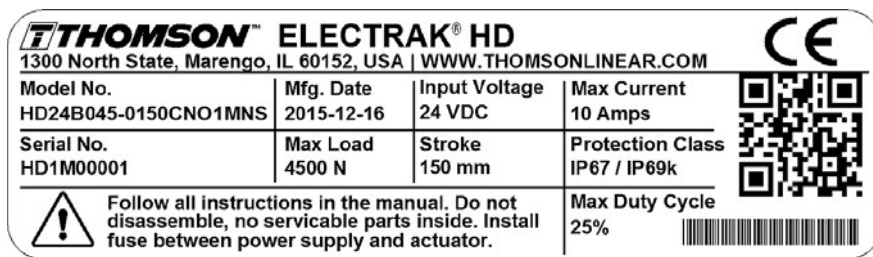 THOMSON™ ELECTRAK® HD
1300 North State, Marengo, IL 60152, USA | WWW.THOMSONLINEAR.COM
CE
Model No.
HD24B045-0150CNO1MNS
Mfg. Date
2015-12-16
Input Voltage
24 VDC
Max Current
10 Amps
Serial No.
HD1M00001
Max Load
4500 N
Stroke
150 mm
Protection Class
IP67 / IP69k
Follow all instructions in the manual. Do not
disassemble, no servicable parts inside. Install
fuse between power supply and actuator.
Max Duty Cycle
25%